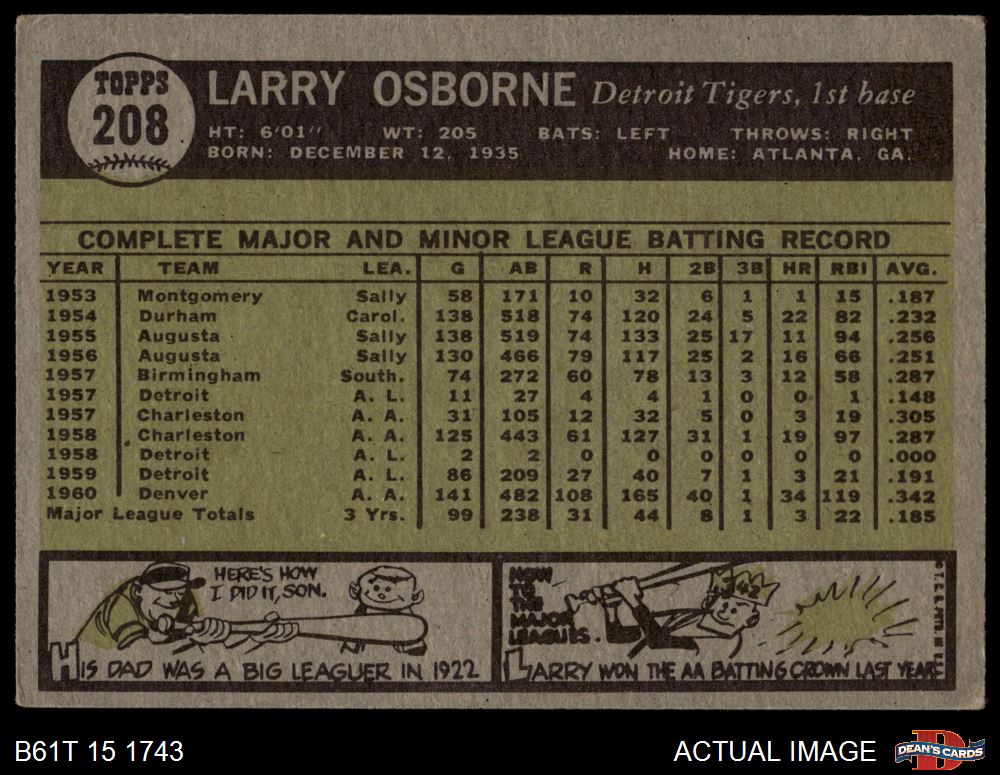 TOPPS
208
LARRY OSBORNE Detroit Tigers, 1st base
HT: 6'01" WT: 205 BATS: LEFT THROWS: RIGHT
BORN: DECEMBER 12, 1935 HOME: ATLANTA, GA.
COMPLETE MAJOR AND MINOR LEAGUE BATTING RECORD
YEAR TEAM LEA. G AB R H 2B 3B HR RBI AVG.
1953 Montgomery Sally 58 171 10 32 6 1 1 15 .187
1954 Durham Carol. 138 518 74 120 24 5 22 82 .232
1955 Augusta Sally 138 519 74 133 25 17 11 94 .256
1956 Augusta Sally 130 466 79 117 25 2 16 66 .251
1957 Birmingham South. 74 272 60 78 13 3 12 58 .287
1957 Detroit A. L. 11 27 4 4 1 0 0 1 .148
1957 Charleston A. A. 31 105 12 32 5 0 3 19 .305
1958 Charleston A. A. 125 443 61 127 31 1 19 97 .287
1958 Detroit A. L. 2 2 0 0 0 0 0 0 .000
1959 Detroit A. L. 86 209 27 40 7 1 3 21 .191
1960 Denver A. A. 141 482 108 165 40 1 34 119 .342
Major League Totals 3 Yrs. 99 238 31 44 8 1 3 22 .185
HERE'S HOW
I DID IT, SON.
HIS DAD WAS A BIG LEAGUER IN 1922
NOW
TO
THE
MAJOR
LEAGUES.
.342
LARRY WON THE AA BATTING CROWN LAST YEAR
© T. C. G. PRTD. IN U.S.A.
B61T 15 1743
ACTUAL IMAGE
DEAN'S CARDS